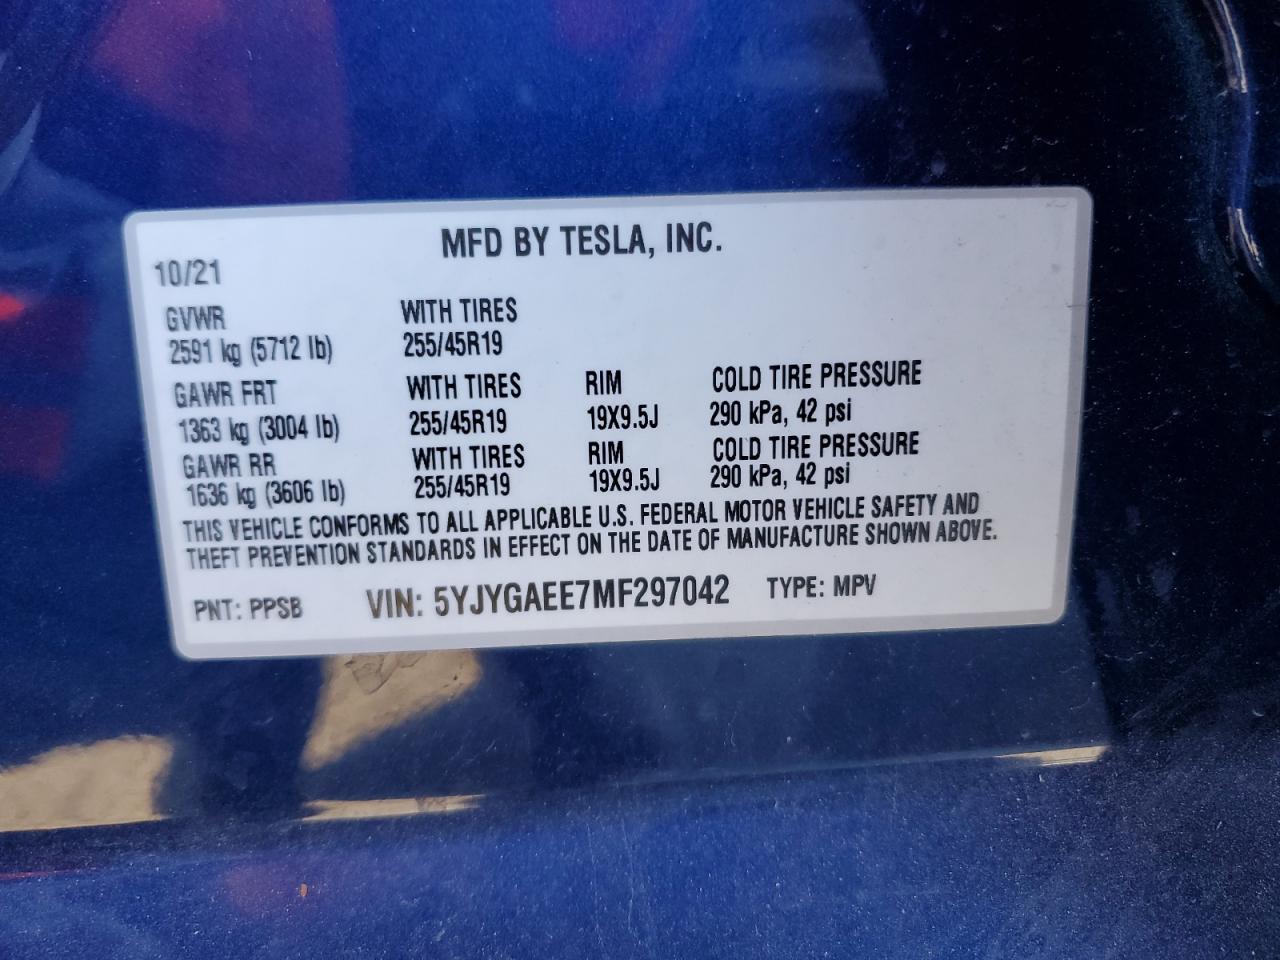 MFD BY TESLA, INC.
10/21
GVWR WITH TIRES
2591 kg (5712 lb) 255/45R19
GAWR FRT WITH TIRES RIM COLD TIRE PRESSURE
1363 kg (3004 lb) 255/45R19 19X9.5J 290 kPa, 42 psi
GAWR RR WITH TIRES RIM COLD TIRE PRESSURE
1636 kg (3606 lb) 255/45R19 19X9.5J 290 kPa, 42 psi
THIS VEHICLE CONFORMS TO ALL APPLICABLE U.S. FEDERAL MOTOR VEHICLE SAFETY AND
THEFT PREVENTION STANDARDS IN EFFECT ON THE DATE OF MANUFACTURE SHOWN ABOVE.
PNT: PPSB VIN: 5YJYGAEE7MF297042 TYPE: MPV